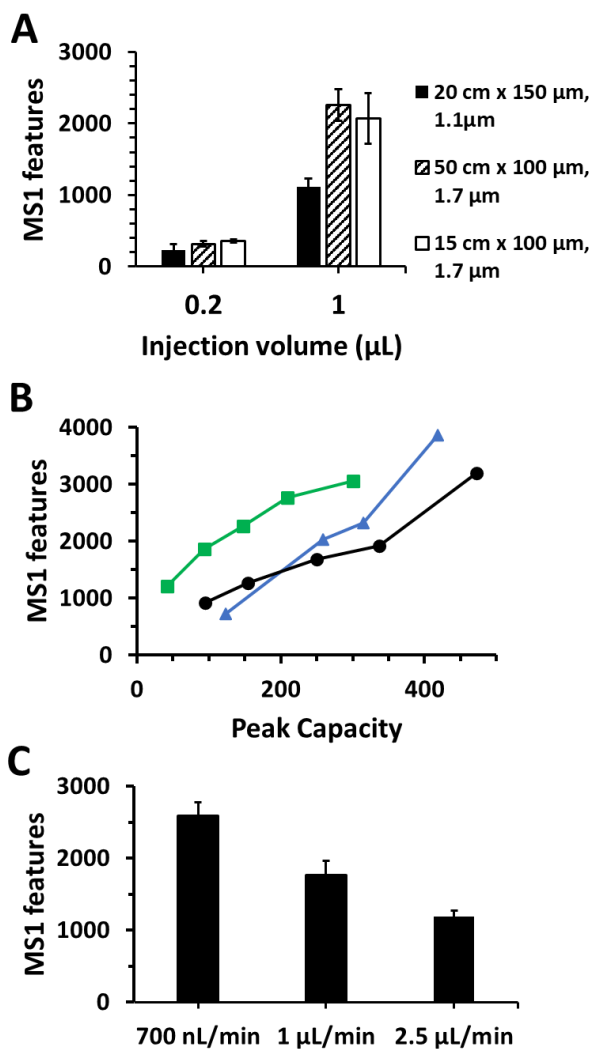 A
MS1 features
3000
2000
1000
0
0.2
1
Injection volume (µL)
20 cm x 150 µm,
1.1µm
50 cm x 100 µm,
1.7 µm
15 cm x 100 µm,
1.7 µm
B
MS1 features
4000
3000
2000
1000
0
0
200
400
Peak Capacity
C
MS1 features
3000
2000
1000
0
700 nL/min
1 µL/min
2.5 µL/min